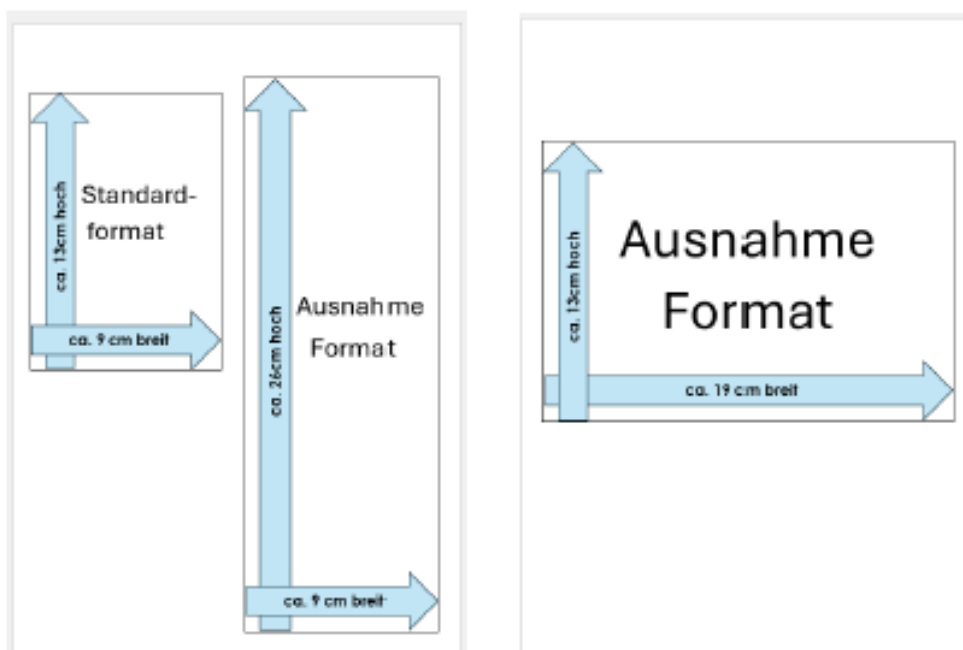 Standard-
format
ca. 13cm hoch
ca. 9 cm breit
Ausnahme
Format
ca. 26cm hoch
ca. 9 cm breit
Ausnahme
Format
ca. 13cm hoch
ca. 19 cm breit